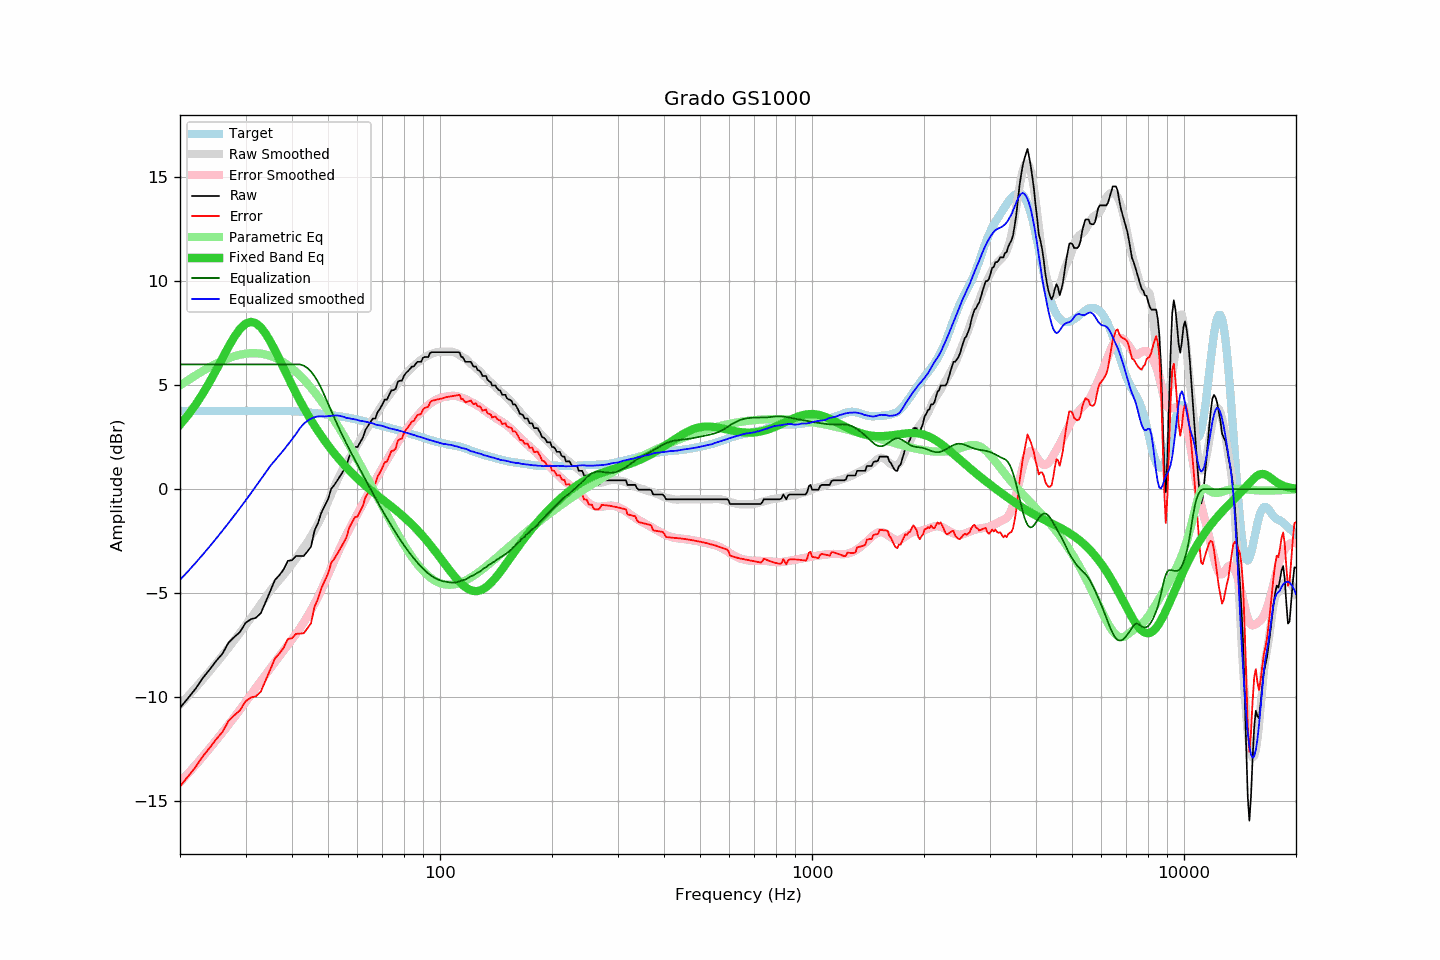 Grado GS1000
Target
Raw Smoothed
Error Smoothed
Raw
Error
Parametric Eq
Fixed Band Eq
Equalization
Equalized smoothed
Amplitude (dBr)
15
10
5
0
−5
−10
−15
100
1000
10000
Frequency (Hz)